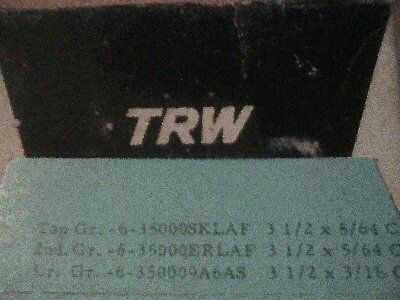 TRW
Top Gr. -6-35000SKLAF 3 1/2 x 5/64 C
2nd. Gr. -6-35000ERLAF 3 1/2 x 5/64 C
Gr. -6-350009A6AS 3 1/2 x 3/16 C